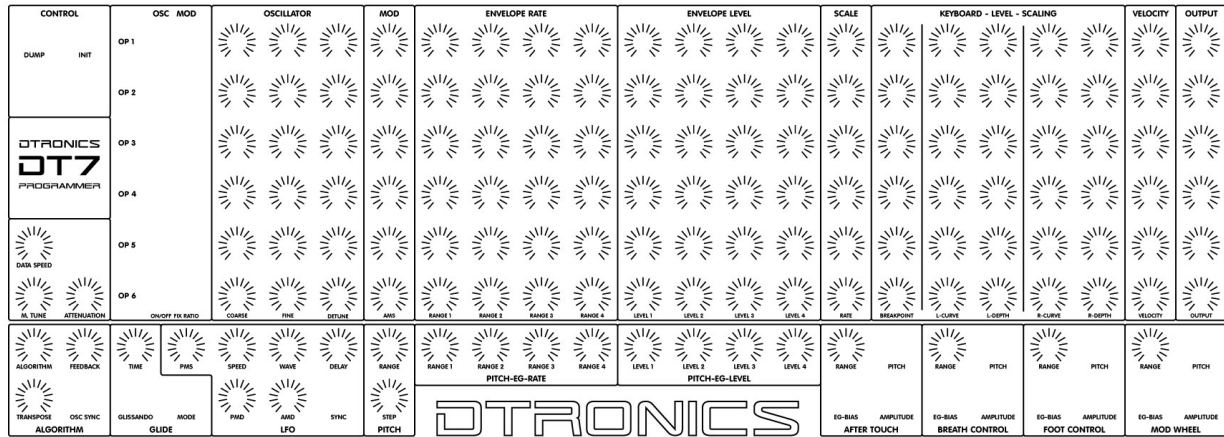 CONTROL OSC MOD OSCILLATOR MOD ENVELOPE RATE ENVELOPE LEVEL SCALE KEYBOARD - LEVEL - SCALING VELOCITY OUTPUT
OP 1
DUMP INIT
OP 2
DTRONICS OP 3
DT7
PROGRAMMER
OP 4
OP 5
DATA SPEED
OP 6
M. TUNE ATTENUATION ON/OFF FIX RATIO COARSE FINE DETUNE AMS RANGE 1 RANGE 2 RANGE 3 RANGE 4 LEVEL 1 LEVEL 2 LEVEL 3 LEVEL 4 RATE BREAKPOINT L-CURVE L-DEPTH R-CURVE R-DEPTH VELOCITY OUTPUT
ALGORITHM FEEDBACK TIME PMS SPEED WAVE DELAY RANGE RANGE 1 RANGE 2 RANGE 3 RANGE 4 LEVEL 1 LEVEL 2 LEVEL 3 LEVEL 4 RANGE PITCH RANGE PITCH RANGE PITCH RANGE PITCH
PITCH-EG-RATE PITCH-EG-LEVEL
TRANSPOSE OSC SYNC GLISSANDO MODE PMD AMD SYNC STEP DTRONICS EG-BIAS AMPLITUDE EG-BIAS AMPLITUDE EG-BIAS AMPLITUDE EG-BIAS AMPLITUDE
ALGORITHM GLIDE LFO PITCH AFTER TOUCH BREATH CONTROL FOOT CONTROL MOD WHEEL